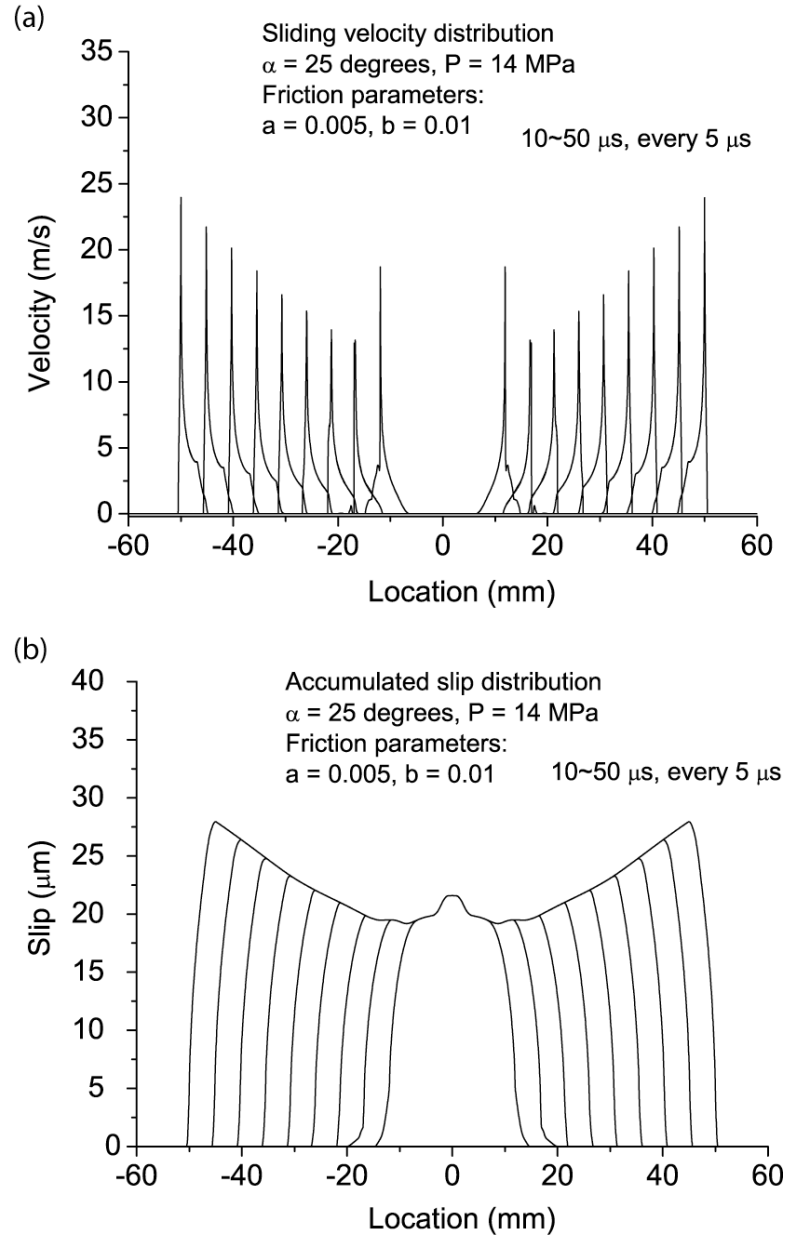 (a)
Sliding velocity distribution
α = 25 degrees, P = 14 MPa
Friction parameters:
a = 0.005, b = 0.01
10~50 μs, every 5 μs
35
30
25
20
15
10
5
0
Velocity (m/s)
-60 -40 -20 0 20 40 60
Location (mm)
(b)
Accumulated slip distribution
α = 25 degrees, P = 14 MPa
Friction parameters:
a = 0.005, b = 0.01
10~50 μs, every 5 μs
40
35
30
25
20
15
10
5
0
Slip (μm)
-60 -40 -20 0 20 40 60
Location (mm)